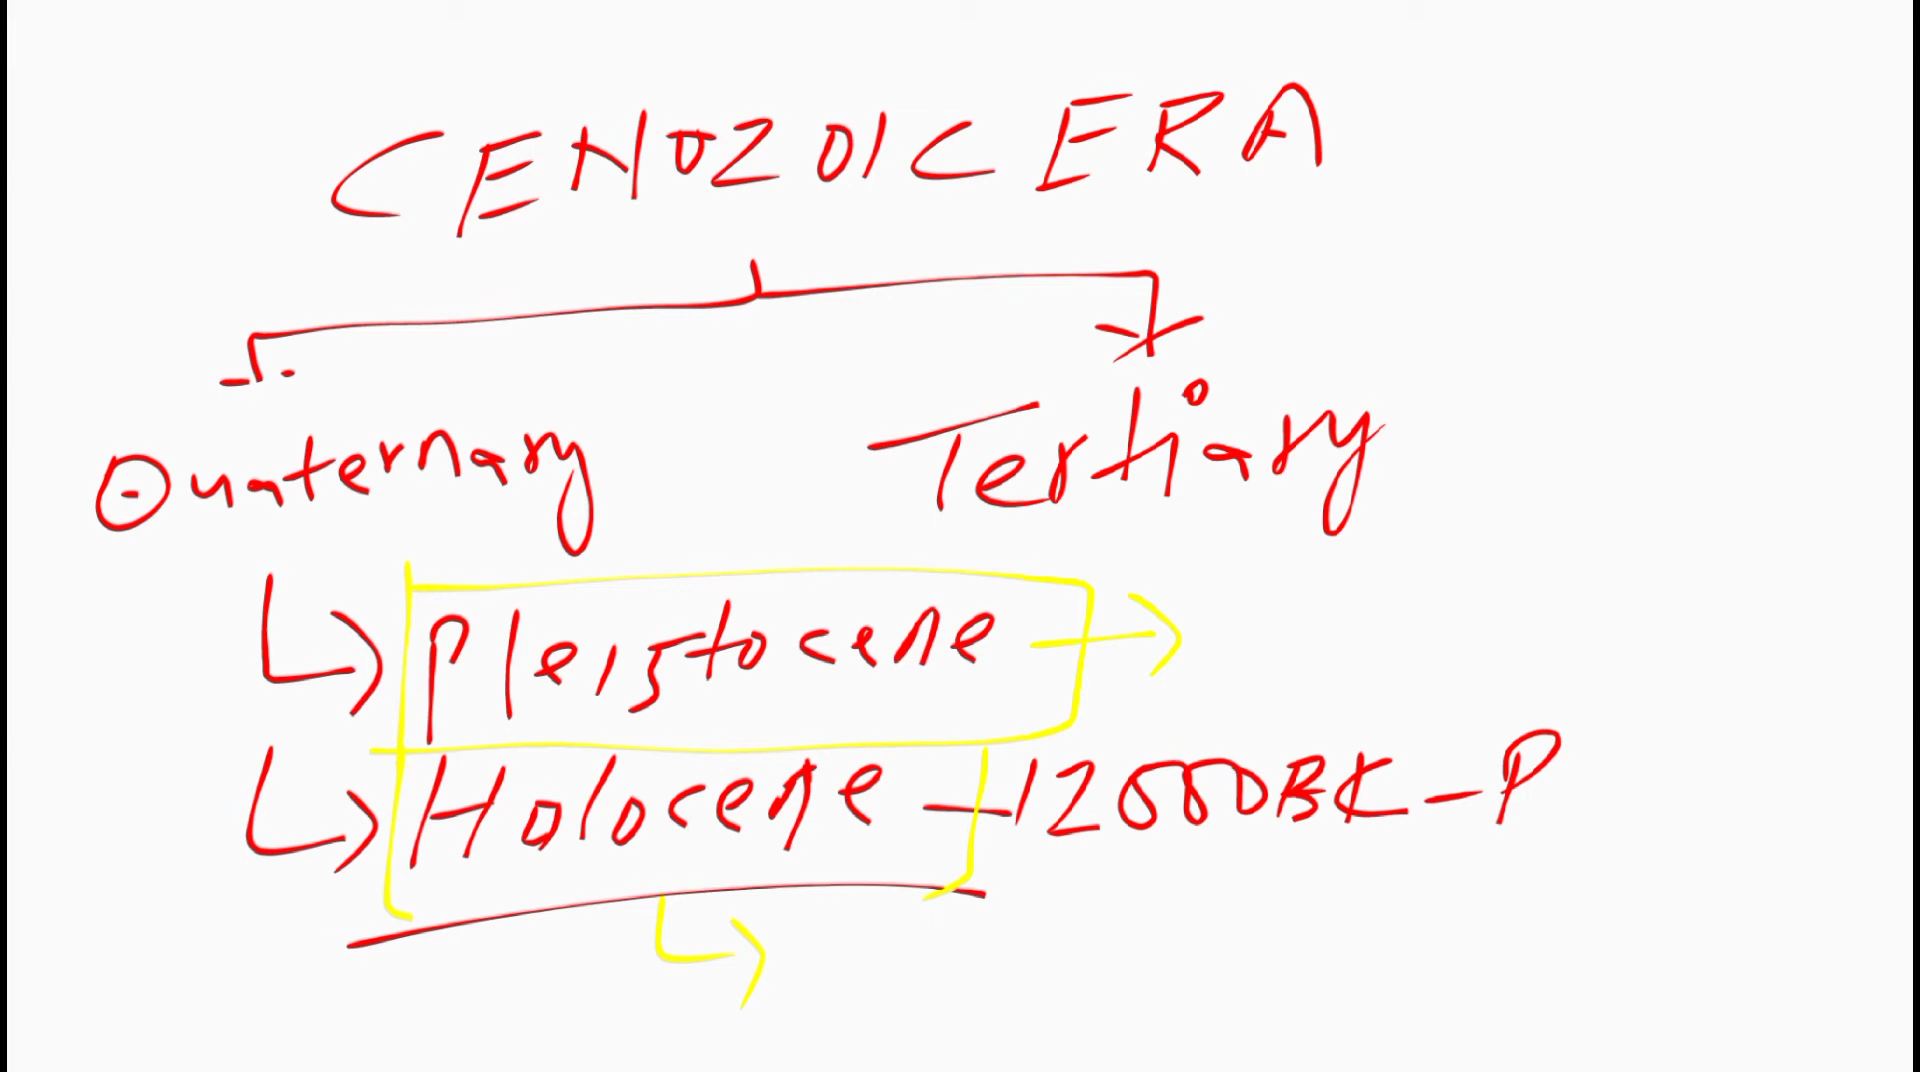 CENOZOIC ERA
Quaternary Tertiary
Pleistocene
Holocene - 12000BK - P